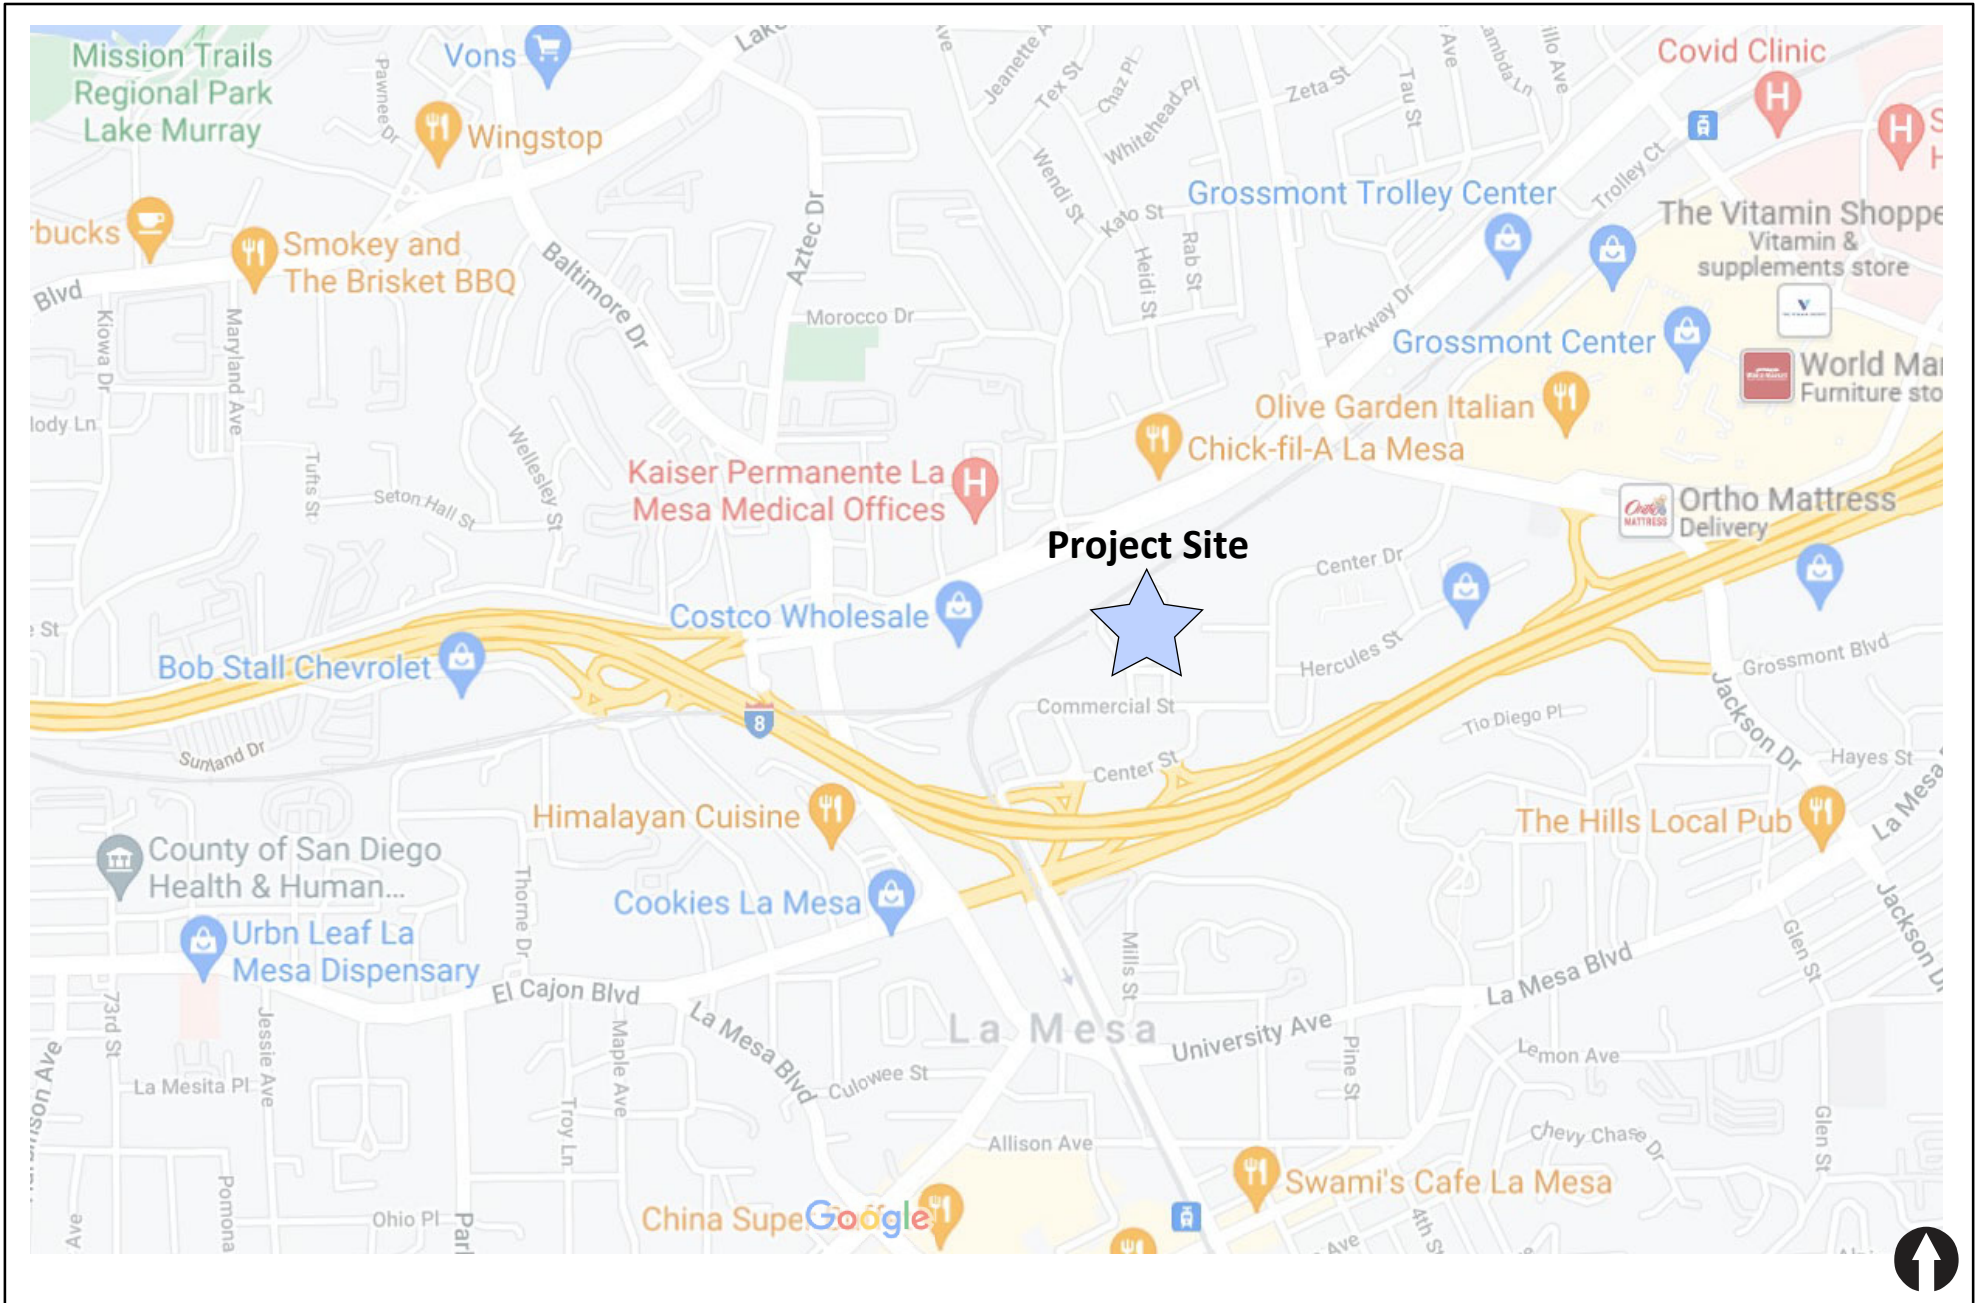 Mission Trails
Regional Park
Lake Murray
Vons
Wingstop
Pawnee Dr
Jeanette
Tex St
Chaz Pl
Whitehead Pl
Wendi St
Kato St
Heidi St
Rab St
Zeta St
Tau St
Ave
Covid Clinic
H
H
Trolley Ct
Grossmont Trolley Center
The Vitamin Shoppe
Vitamin &
supplements store
Smokey and
The Brisket BBQ
Blvd
Kiowa Dr
Maryland Ave
Baltimore Dr
Aztec Dr
Morocco Dr
Parkway Dr
Grossmont Center
Furniture
World
Olive Garden Italian
Chick-fil-A La Mesa
Tufts St
Seton Hall St
Wellesley St
Kaiser Permanente La
Mesa Medical Offices
H
Ortho
MATTRESS
Ortho Mattress
Delivery
Project Site
Center Dr
Costco Wholesale
Bob Stall Chevrolet
Hercules St
Grossmont Blvd
Sunland Dr
8
Commercial St
Tio Diego Pl
Jackson Dr
Hayes St
Center St
Himalayan Cuisine
The Hills Local Pub
La Mesa
County of San Diego
Health & Human...
Thorne Dr
Cookies La Mesa
Urbn Leaf La
Mesa Dispensary
El Cajon Blvd
Mills St
La Mesa Blvd
Glen St
Jackson
73rd St
Jessie Ave
Maple Ave
La Mesa Blvd
La Mesa
University Ave
Pine St
Lemon Ave
La Mesita Pl
Culowee St
Troy Ln
Allison Ave
Chevy Chase Dr
Glen St
Swami's Cafe La Mesa
Pomona
Ohio Pl
Ave
China Super
Google
4th
Ave